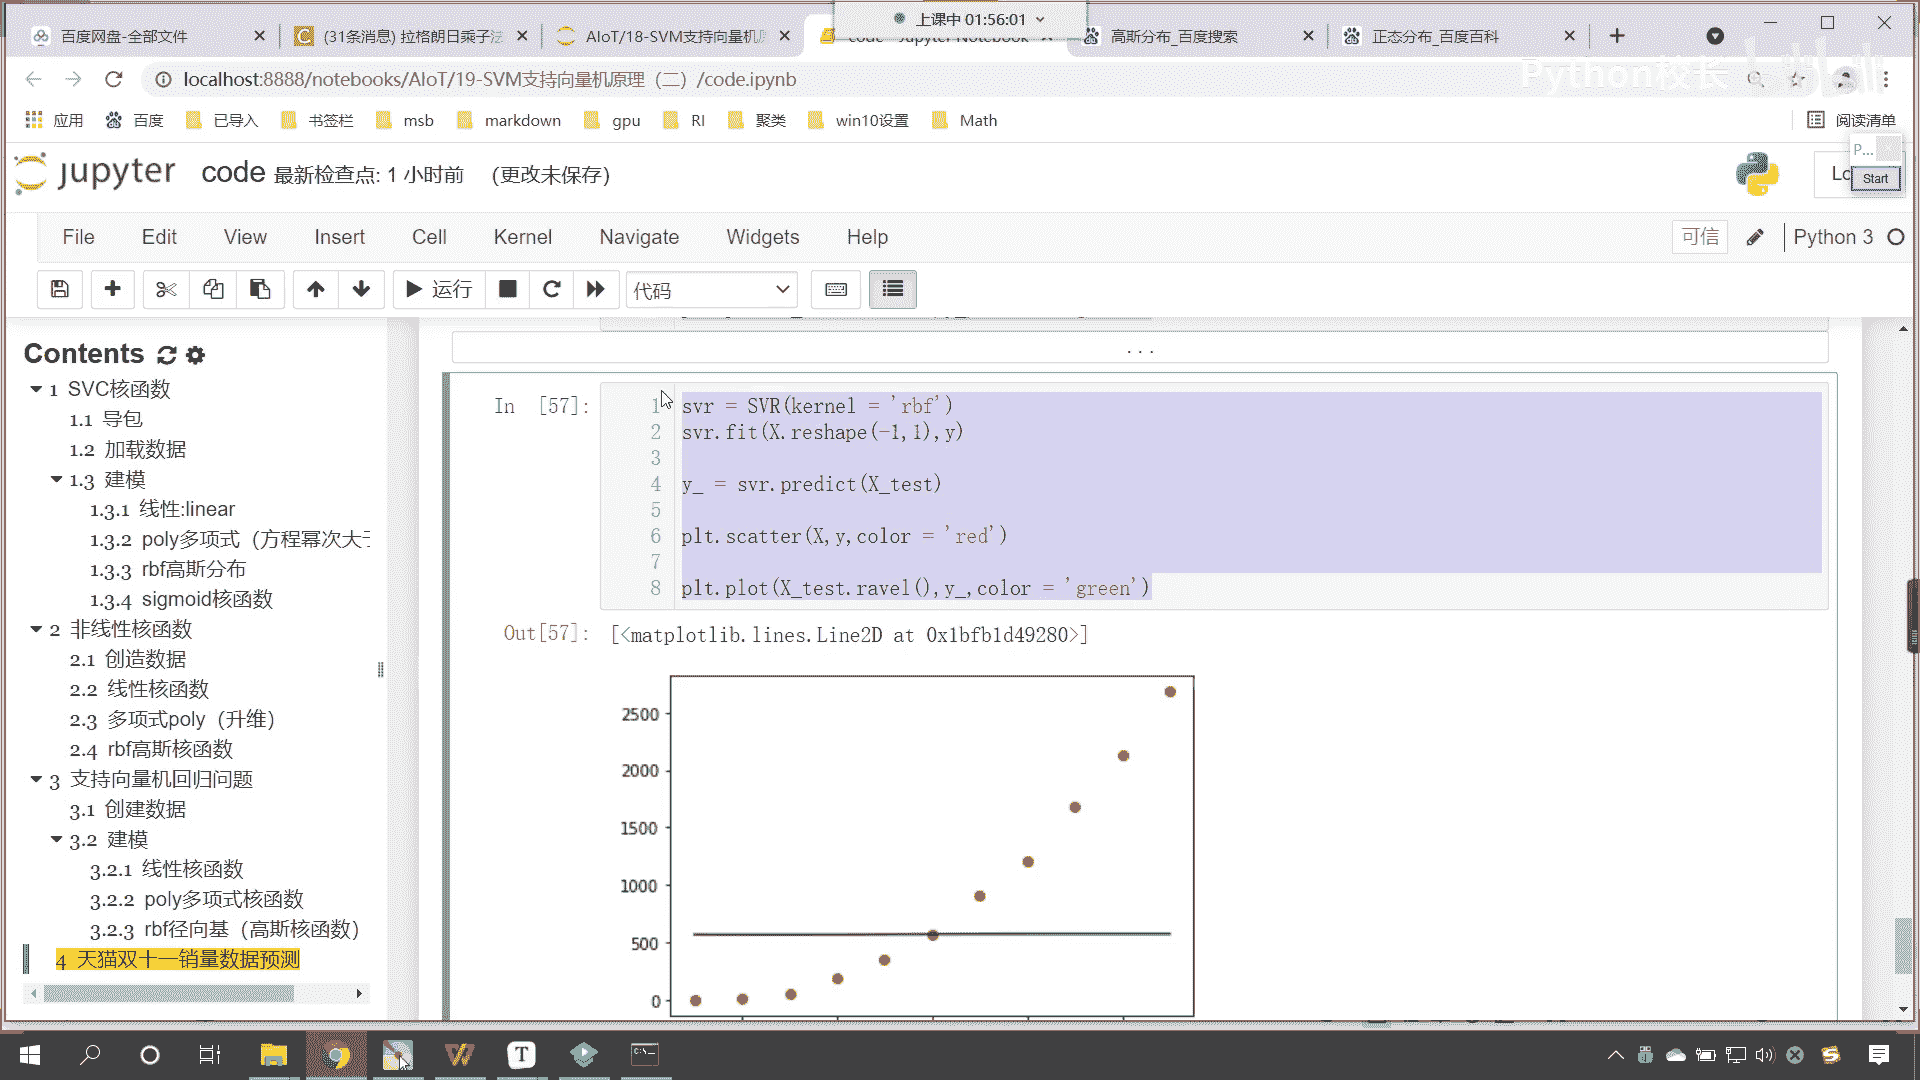 上课中 01:56:01
百度网盘-全部文件
(31条消息) 拉格朗日乘子法
AIoT/18-SVM支持向量机原
code - Jupyter Notebook
高斯分布_百度搜索
正态分布_百度百科
localhost:8888/notebooks/AIoT/19-SVM支持向量机原理（二）/code.ipynb
Python校长
应用
百度
已导入
书签栏
msb
markdown
gpu
RI
聚类
win10设置
Math
阅读清单
P...
Start
jupyter
code 最新检查点: 1 小时前 (更改未保存)
Lo
File Edit View Insert Cell Kernel Navigate Widgets Help
可信
Python 3
运行
代码
Contents
1 SVC核函数
1.1 导包
1.2 加载数据
1.3 建模
1.3.1 线性:linear
1.3.2 poly多项式（方程幂次大于
1.3.3 rbf高斯分布
1.3.4 sigmoid核函数
2 非线性核函数
2.1 创造数据
2.2 线性核函数
2.3 多项式poly（升维）
2.4 rbf高斯核函数
3 支持向量机回归问题
3.1 创建数据
3.2 建模
3.2.1 线性核函数
3.2.2 poly多项式核函数
3.2.3 rbf径向基（高斯核函数）
4 天猫双十一销量数据预测
...
In [57]:
1 svr = SVR(kernel = 'rbf')
2 svr.fit(X.reshape(-1,1),y)
3
4 y_ = svr.predict(X_test)
5
6 plt.scatter(X,y,color = 'red')
7
8 plt.plot(X_test.ravel(),y_,color = 'green')
Out[57]: [<matplotlib.lines.Line2D at 0x1bfb1d49280>]
2500
2000
1500
1000
500
0